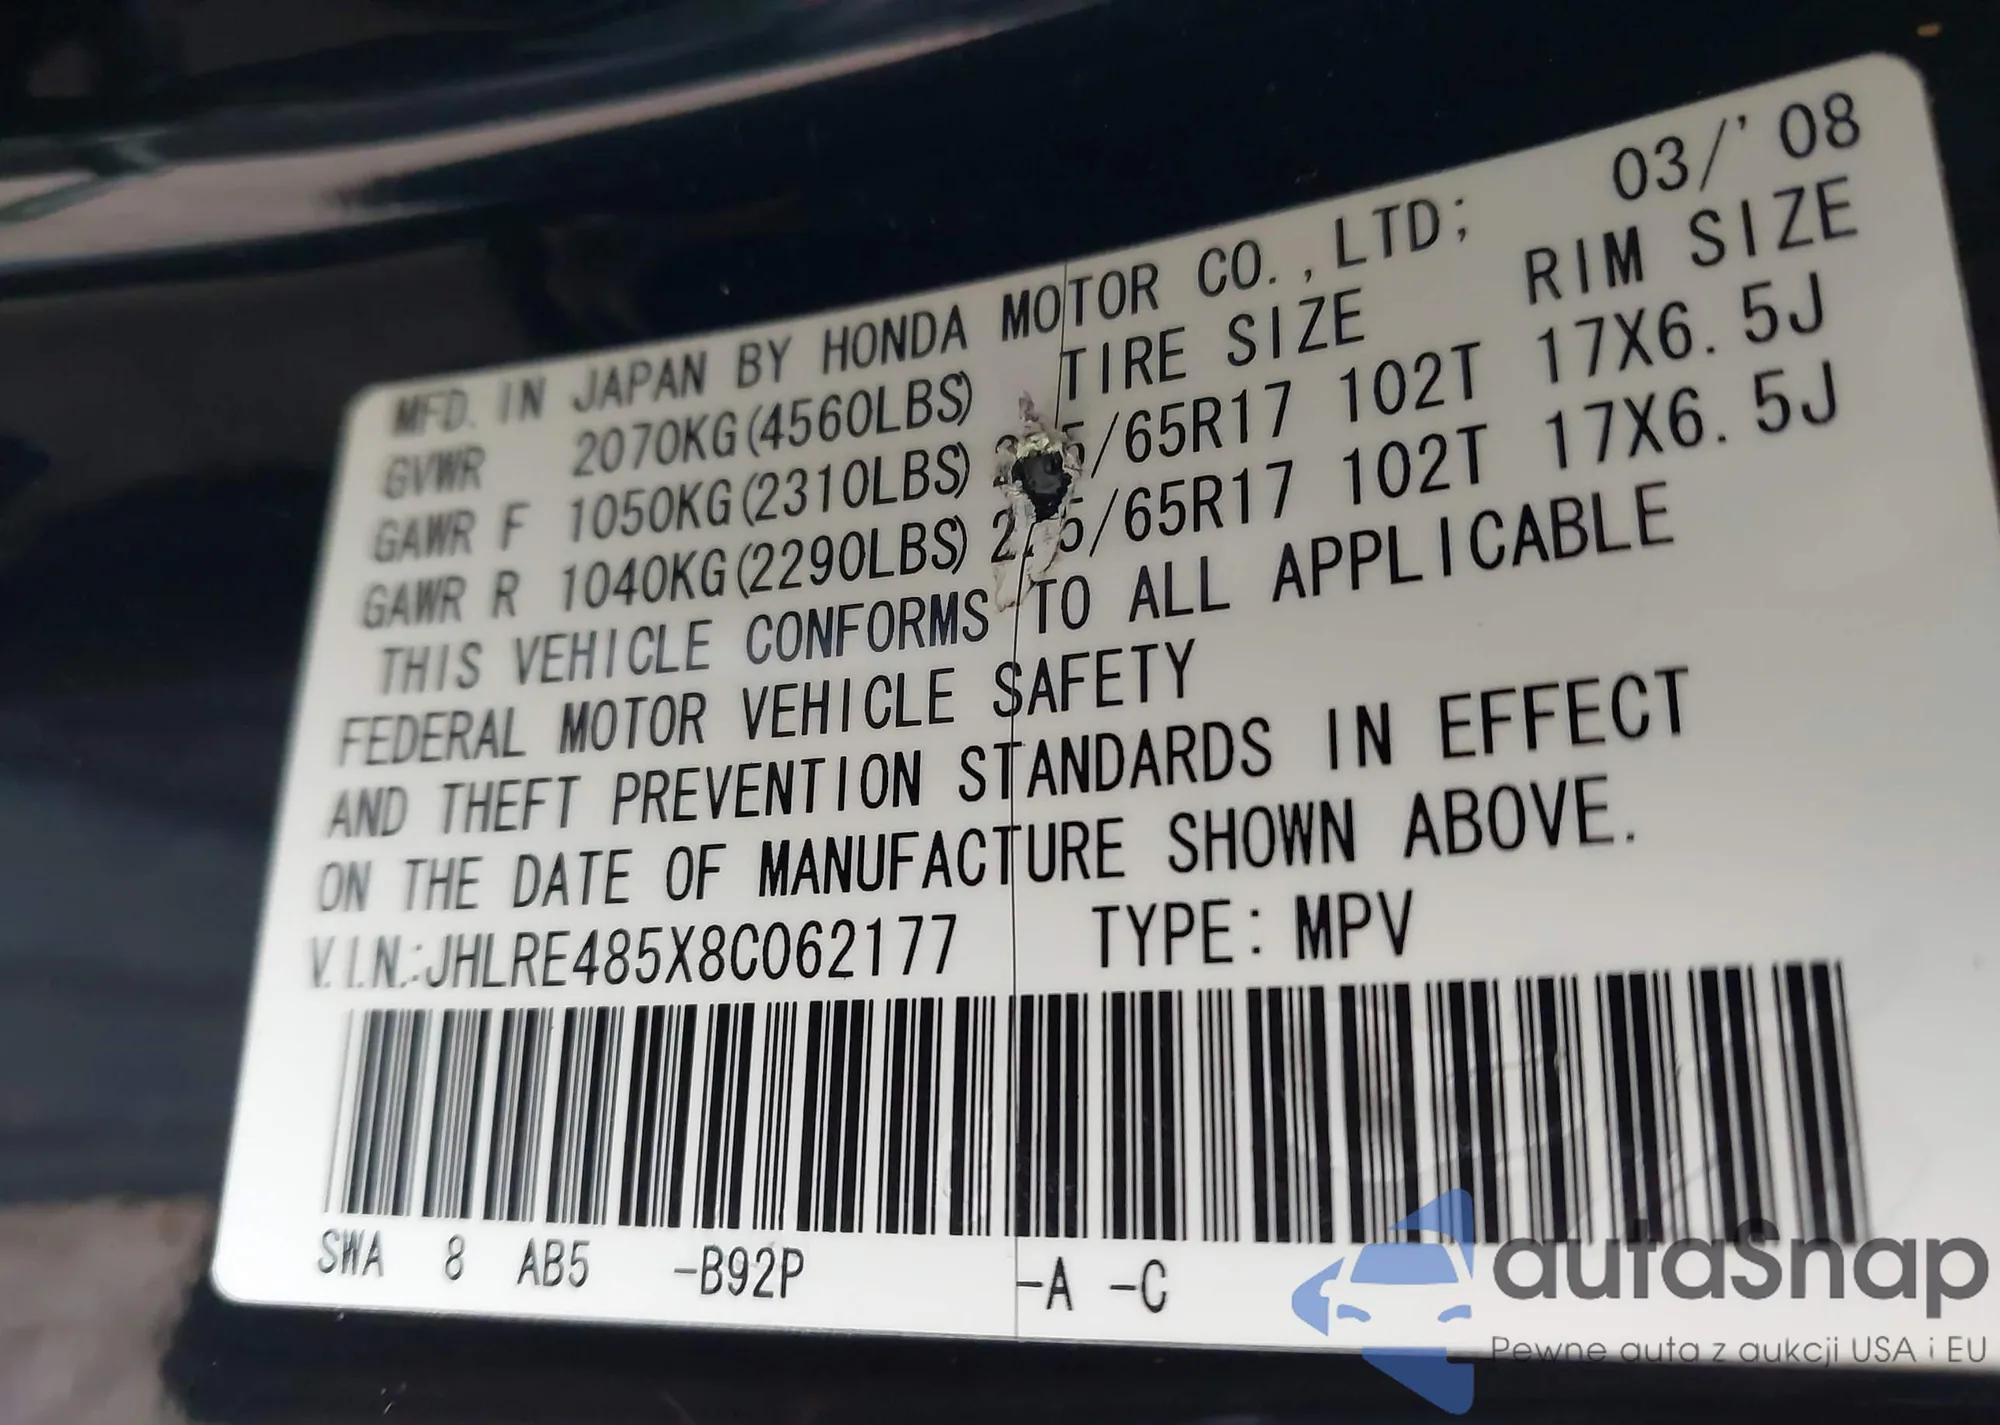 MFD. IN JAPAN BY HONDA MOTOR CO.,LTD; 03/'08
GVWR 2070KG(4560LBS) TIRE SIZE RIM SIZE
GAWR F 1050KG(2310LBS) 5/65R17 102T 17X6.5J
GAWR R 1040KG(2290LBS) 5/65R17 102T 17X6.5J
THIS VEHICLE CONFORMS TO ALL APPLICABLE
FEDERAL MOTOR VEHICLE SAFETY
AND THEFT PREVENTION STANDARDS IN EFFECT
ON THE DATE OF MANUFACTURE SHOWN ABOVE.
V.I.N.:JHLRE485X8C062177 TYPE: MPV
SWA 8 AB5 -B92P -A -C
autaSnap
Pewne auta z aukcji USA i EU